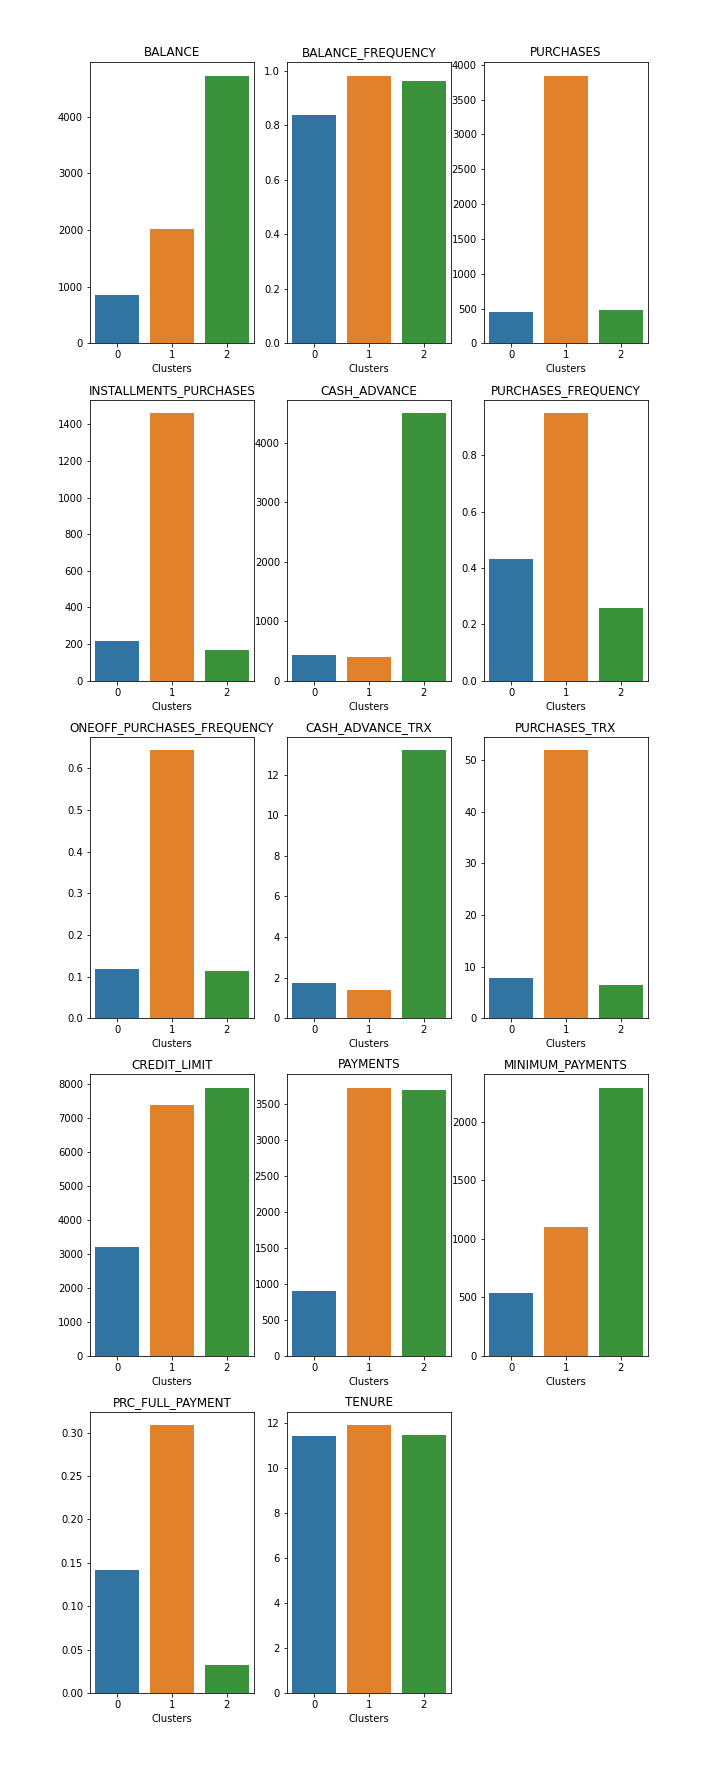 BALANCE
4000
3000
2000
1000
0
0 1 2
Clusters
BALANCE_FREQUENCY
1.0
0.8
0.6
0.4
0.2
0.0
0 1 2
Clusters
PURCHASES
4000
3500
3000
2500
2000
1500
1000
500
0
0 1 2
Clusters
INSTALLMENTS_PURCHASES
1400
1200
1000
800
600
400
200
0
0 1 2
Clusters
CASH_ADVANCE
4000
3000
2000
1000
0
0 1 2
Clusters
PURCHASES_FREQUENCY
0.8
0.6
0.4
0.2
0.0
0 1 2
Clusters
ONEOFF_PURCHASES_FREQUENCY
0.6
0.5
0.4
0.3
0.2
0.1
0.0
0 1 2
Clusters
CASH_ADVANCE_TRX
12
10
8
6
4
2
0
0 1 2
Clusters
PURCHASES_TRX
50
40
30
20
10
0
0 1 2
Clusters
CREDIT_LIMIT
8000
7000
6000
5000
4000
3000
2000
1000
0
0 1 2
Clusters
PAYMENTS
3500
3000
2500
2000
1500
1000
500
0
0 1 2
Clusters
MINIMUM_PAYMENTS
2000
1500
1000
500
0
0 1 2
Clusters
PRC_FULL_PAYMENT
0.30
0.25
0.20
0.15
0.10
0.05
0.00
0 1 2
Clusters
TENURE
12
10
8
6
4
2
0
0 1 2
Clusters